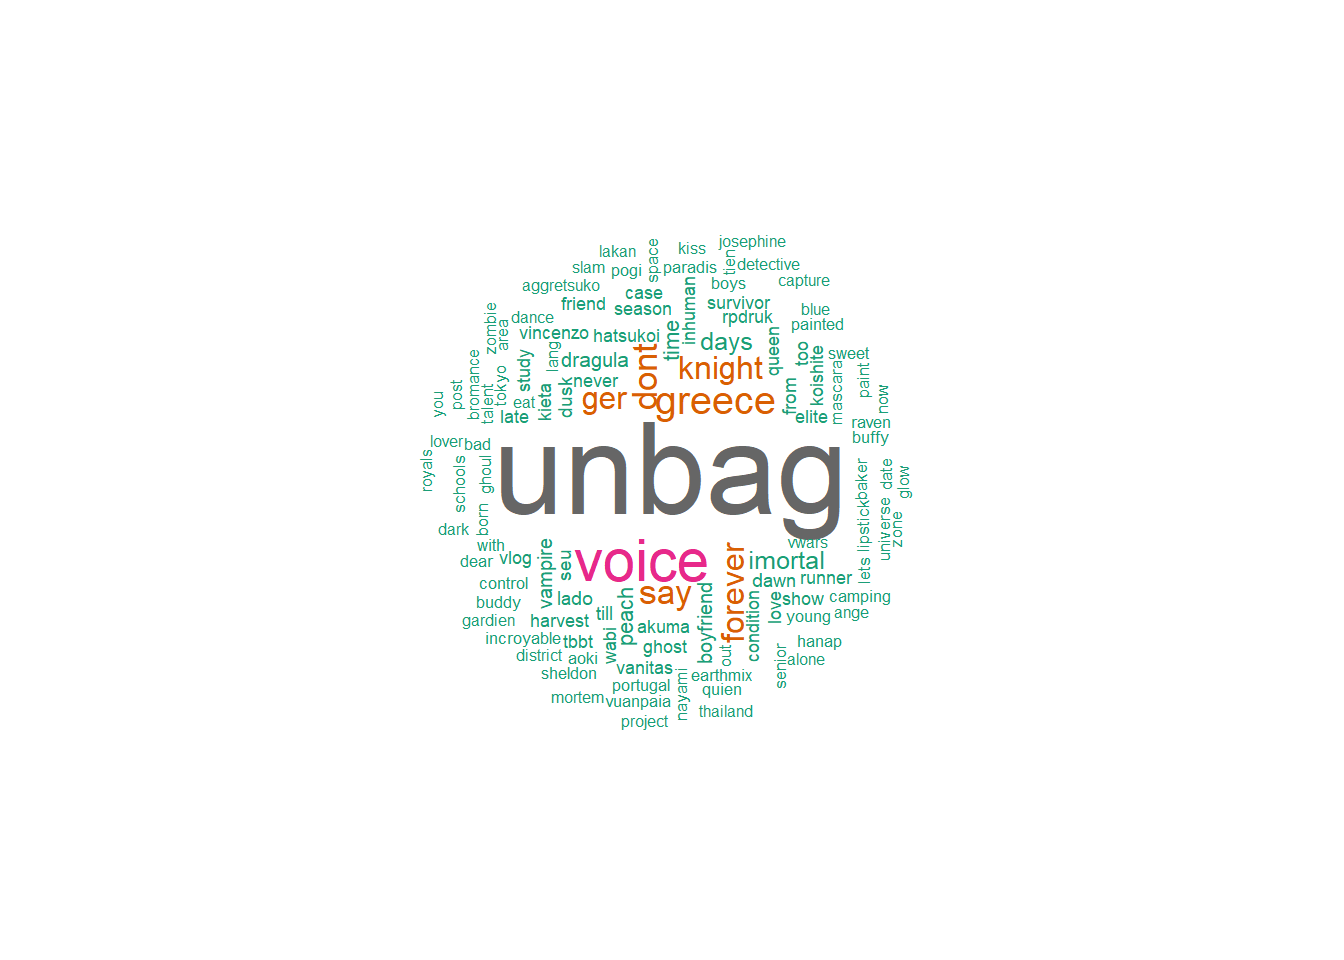 lakan
space
kiss
josephine
slam
pogi
paradis
tien
detective
aggretsuko
case
inhuman
boys
capture
friend
season
survivor
rpdruk
blue
painted
zombie
area
dance
vincenzo
hatsukoi
time
days
queen
too
koishite
sweet
bromance
tokyo
study
lang
dragula
never
dont
knight
from
mascara
paint
now
you
post
talent
eat
late
kieta
dusk
ger
greece
elite
raven
buffy
royals
lover
bad
schools
ghoul
unbag
baker
lipstick
lets
date
universe
glow
zone
born
dark
with
dear
vlog
vampire
seu
voice
forever
vwars
imortal
dawn
runner
control
buddy
lado
say
boyfriend
condition
love
show
camping
young
ange
gardien
harvest
till
peach
akuma
incroyable
tbbt
wabi
ghost
out
hanap
district
aoki
alone
senior
sheldon
vanitas
earthmix
portugal
nayami
quien
mortem
vuanpaia
thailand
project